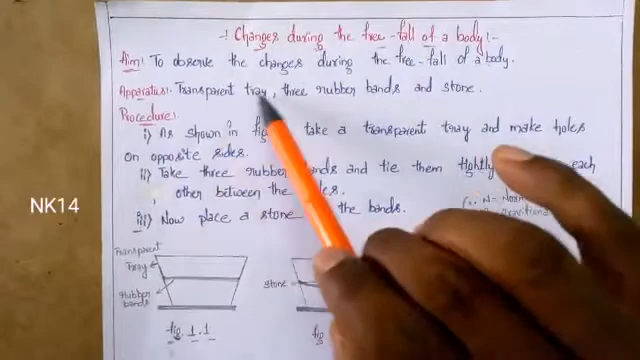 -: Changes during the free-fall of a body:-
Aim: To observe the changes during the free-fall of a body.
Apparatus: Transparent tray, three rubber bands and stone.
Procedure:
i) As shown in take a transparent tray and make holes
on opposite sides.
ii) Take three rubber bands and tie them tightly each
other between the
iii) Now place a stone the bands.
Transparent
Tray
Rubber
bands
fig 1.1
Stone
fig
NK14